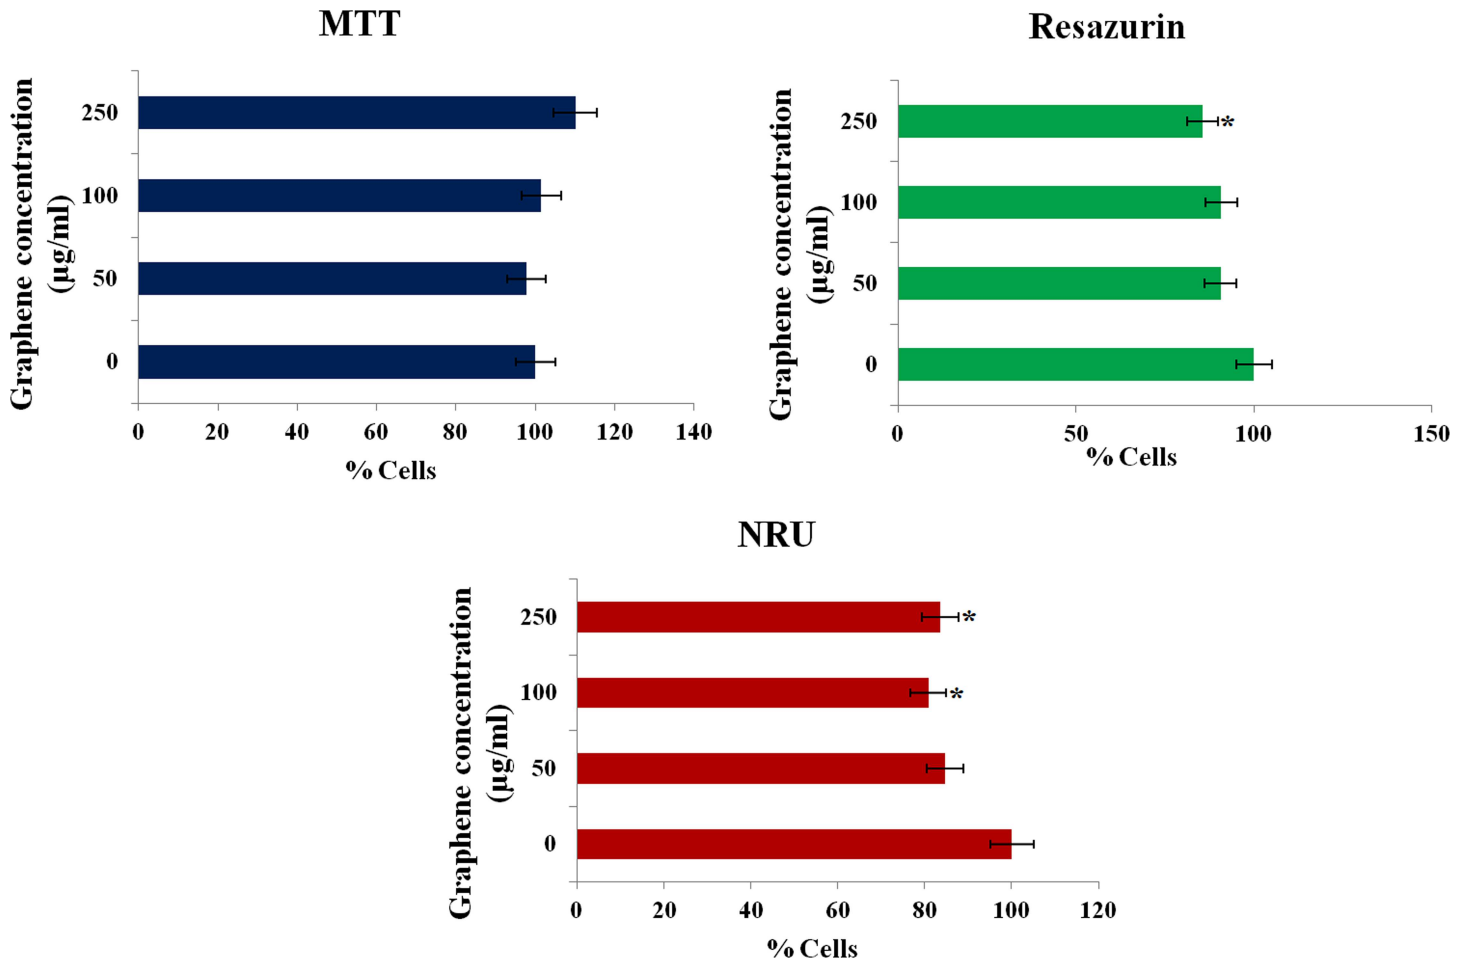 MTT
Graphene concentration
(µg/ml)
250
100
50
0
0 20 40 60 80 100 120 140
% Cells
Resazurin
Graphene concentration
(µg/ml)
250 *
100
50
0
0 50 100 150
% Cells
NRU
Graphene concentration
(µg/ml)
250 *
100 *
50
0
0 20 40 60 80 100 120
% Cells